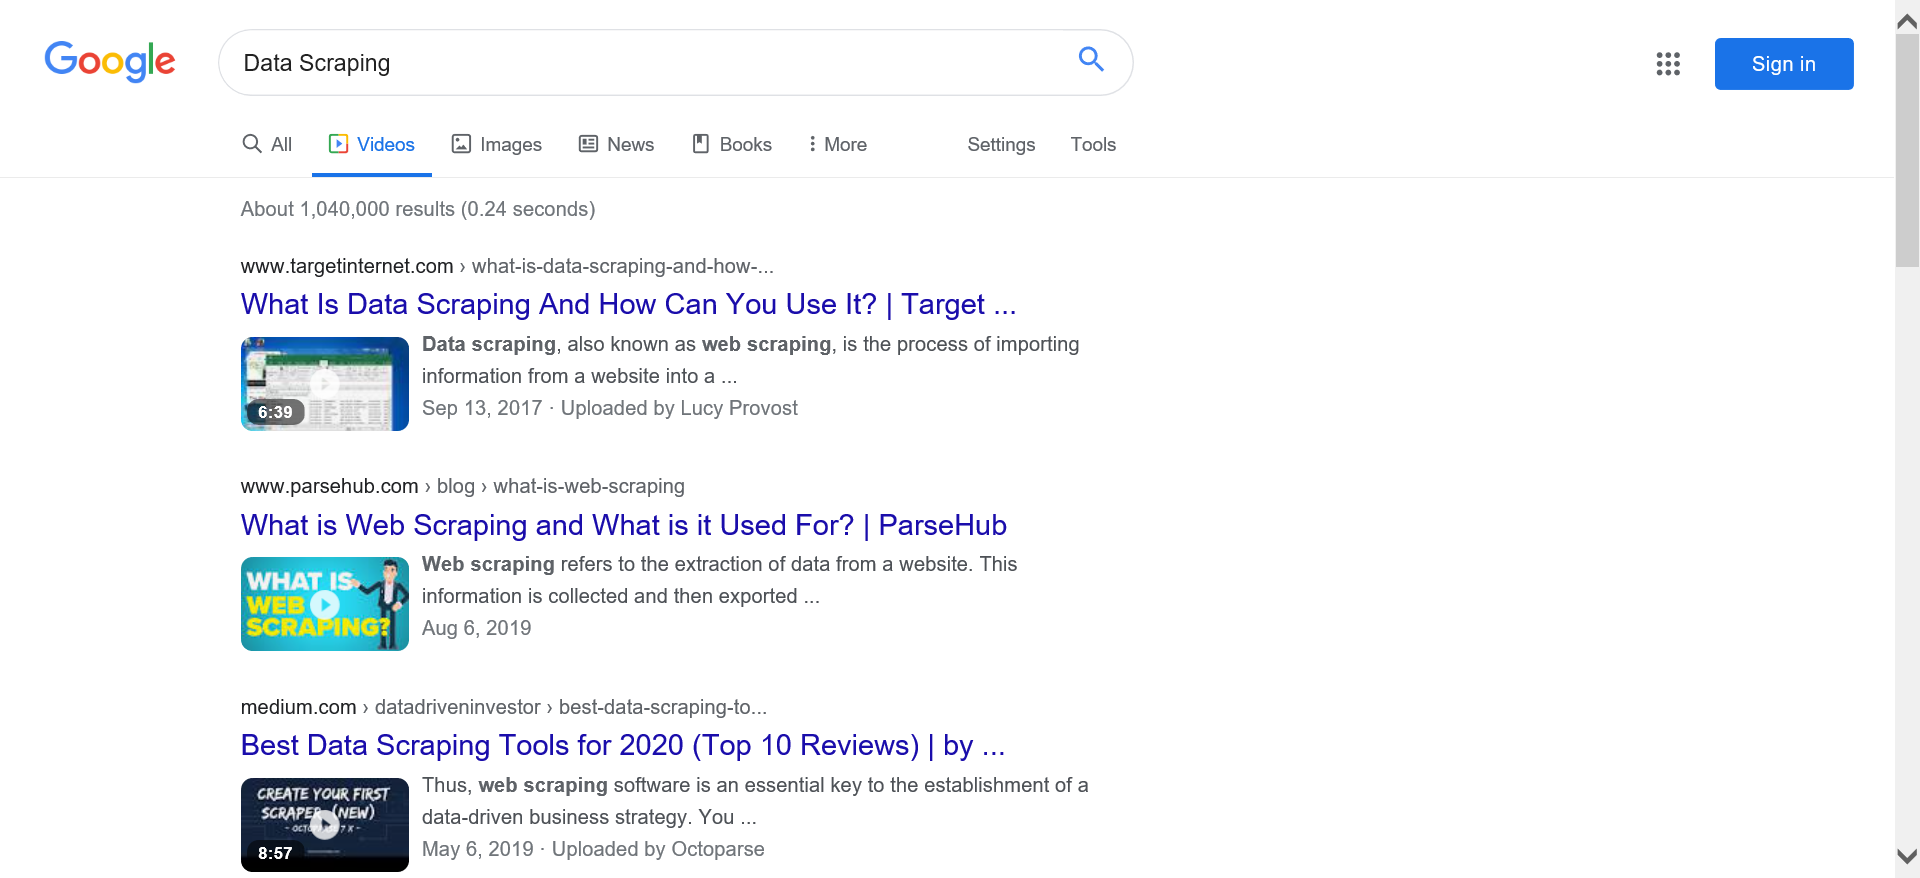 Google
Data Scraping
Sign in
All
Videos
Images
News
Books
More
Settings
Tools
About 1,040,000 results (0.24 seconds)
www.targetinternet.com › what-is-data-scraping-and-how-...
What Is Data Scraping And How Can You Use It? | Target ...
Data scraping, also known as web scraping, is the process of importing
information from a website into a ...
Sep 13, 2017 · Uploaded by Lucy Provost
6:39
www.parsehub.com › blog › what-is-web-scraping
What is Web Scraping and What is it Used For? | ParseHub
WHAT IS
WEB
SCRAPING?
Web scraping refers to the extraction of data from a website. This
information is collected and then exported ...
Aug 6, 2019
medium.com › datadriveninvestor › best-data-scraping-to...
Best Data Scraping Tools for 2020 (Top 10 Reviews) | by ...
CREATE YOUR FIRST
SCRAPER (NEW)
8:57
Thus, web scraping software is an essential key to the establishment of a
data-driven business strategy. You ...
May 6, 2019 · Uploaded by Octoparse